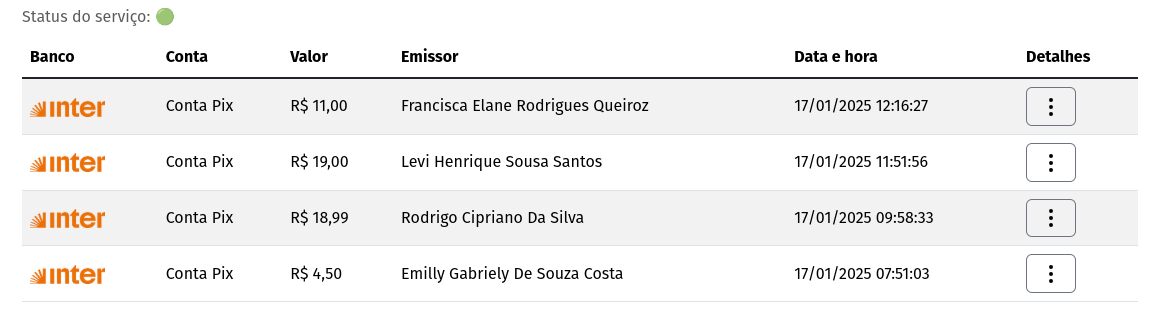 Status do serviço:
Banco Conta Valor Emissor Data e hora Detalhes
inter Conta Pix R$ 11,00 Francisca Elane Rodrigues Queiroz 17/01/2025 12:16:27
inter Conta Pix R$ 19,00 Levi Henrique Sousa Santos 17/01/2025 11:51:56
inter Conta Pix R$ 18,99 Rodrigo Cipriano Da Silva 17/01/2025 09:58:33
inter Conta Pix R$ 4,50 Emilly Gabriely De Souza Costa 17/01/2025 07:51:03